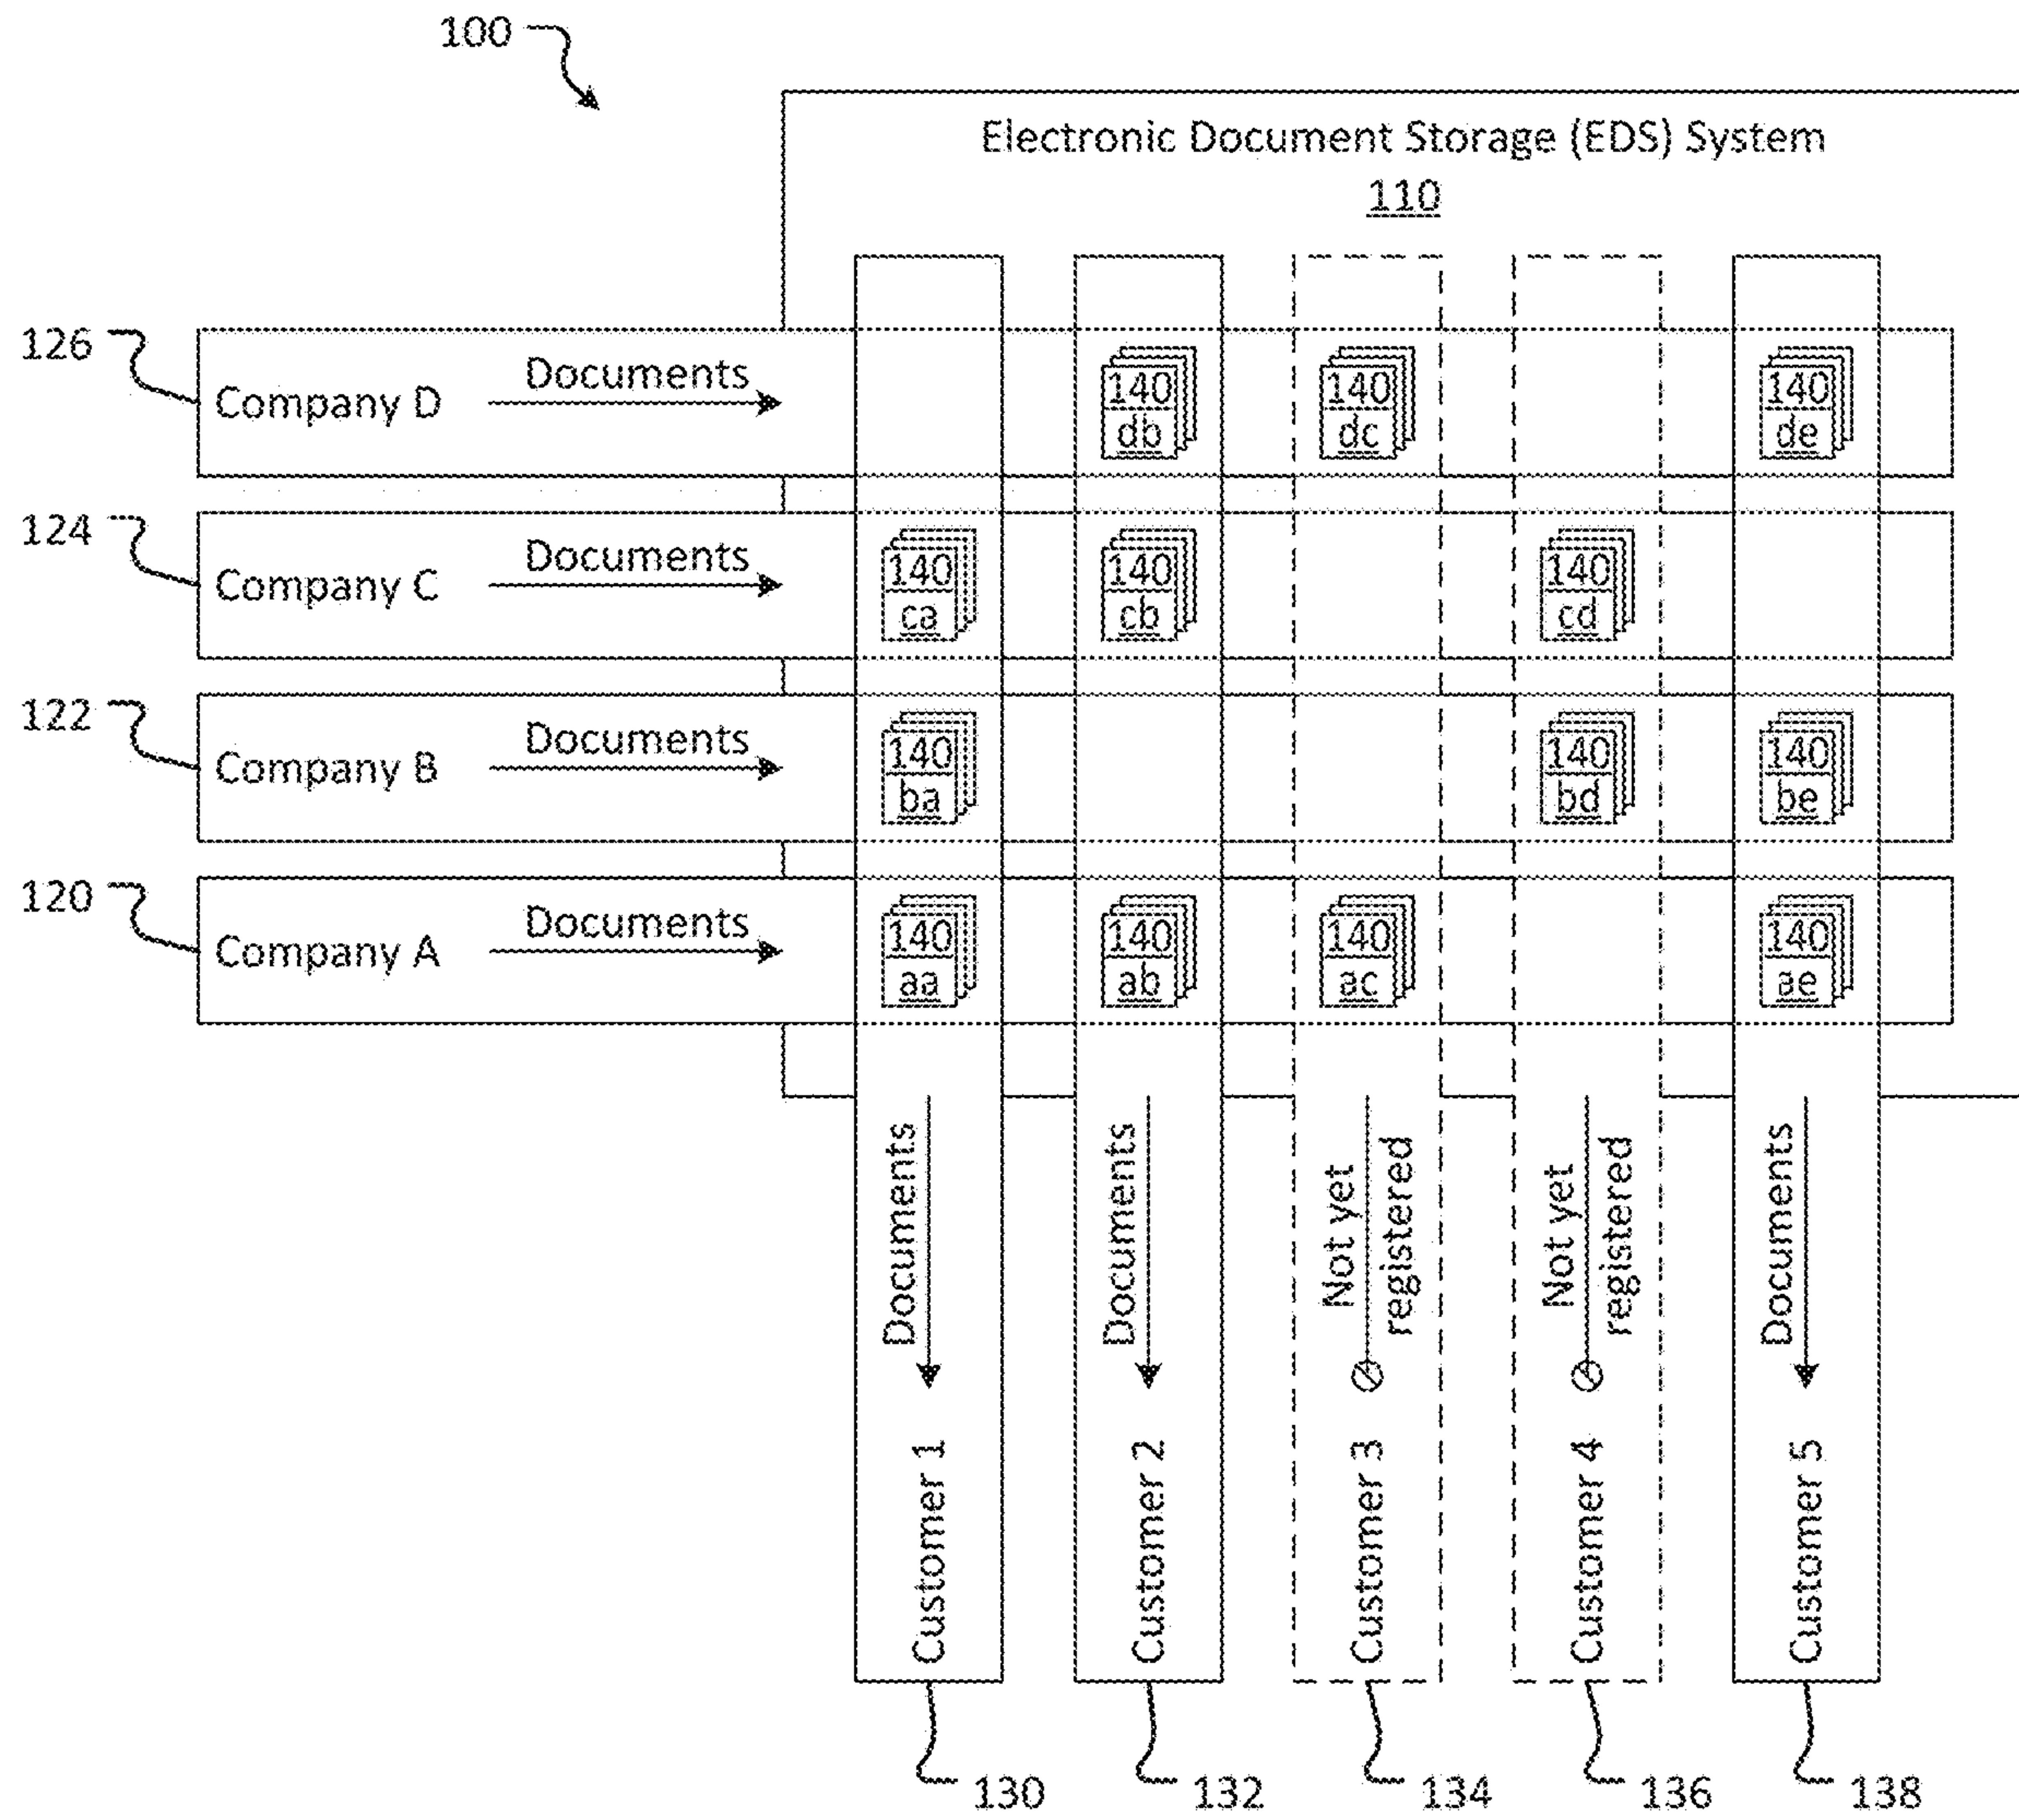 100
Electronic Document Storage (EDS) System
110
126
Company D
Documents
140
db
140
dc
140
de
124
Company C
Documents
140
ca
140
cb
140
cd
122
Company B
Documents
140
ba
140
bd
140
be
120
Company A
Documents
140
aa
140
ab
140
ac
140
ae
Documents
Documents
Not yet
registered
Not yet
registered
Documents
Customer 1
Customer 2
Customer 3
Customer 4
Customer 5
130
132
134
136
138